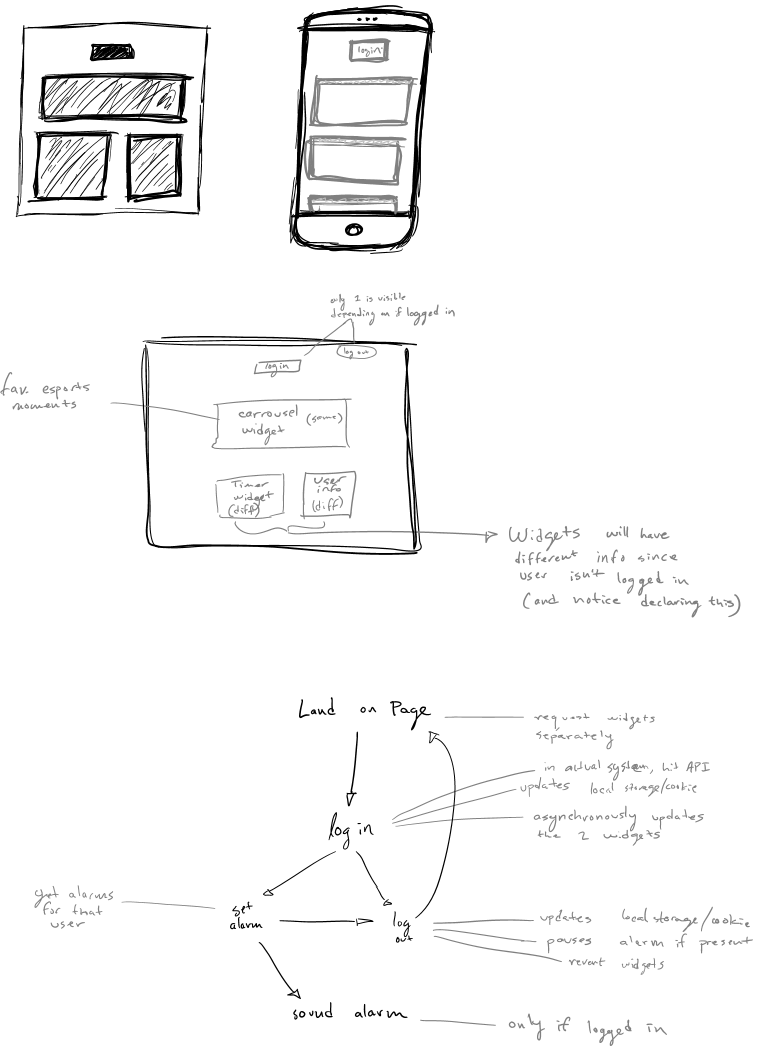 login
only 1 is visible
depending on if logged in
log out
login
fav. esports
moments
carrousel (same)
widget
Timer
widget
(diff)
User
info
(diff)
Widgets will have
different info since
user isn't logged in
(and notice declaring this)
Land on Page
request widgets
separately
in actual system, hit API
updates local storage/cookie
log in
asynchronously updates
the 2 widgets
get alarms
for that
user
set
alarm
log
out
updates local storage/cookie
pauses alarm if present
revert widgets
sound alarm
only if logged in